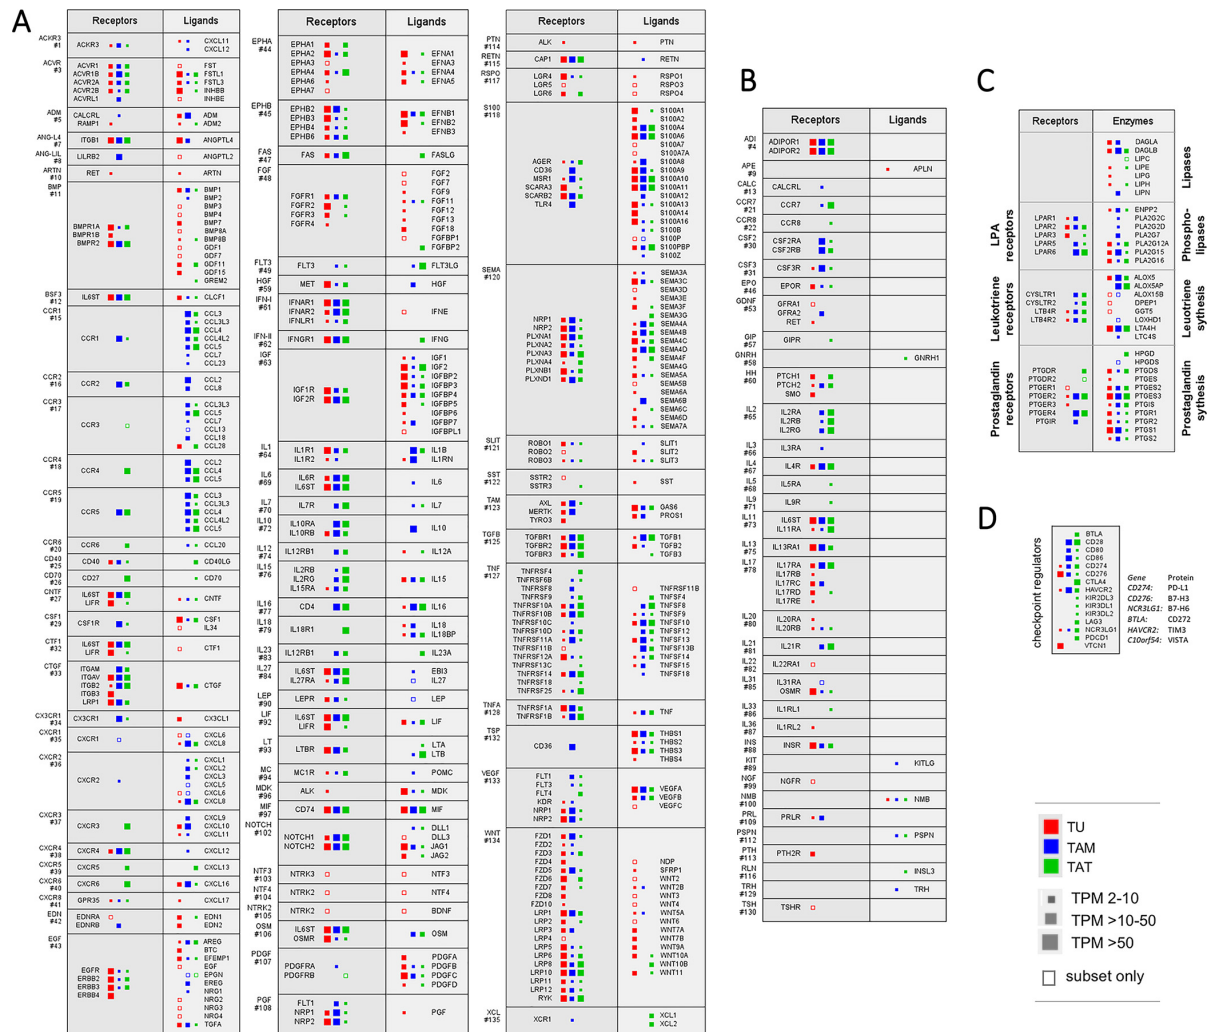 A
Receptors Ligands
ACKR3
#1
ACKR3
CXCL11
CXCL12
ACVR
#3
ACVR1
ACVR1B
ACVR2A
ACVR2B
ACVRL1
FST
FSTL1
FSTL3
INHBB
INHBE
ADM
#5
CALCRL
RAMP1
ADM
ADM2
ANG-L4
#7
ITGB1
ANGPTL4
ANG-LIL
#8
LILRB2
ANGPTL2
ARTN
#10
RET
ARTN
BMP
#11
BMPR1A
BMPR1B
BMPR2
BMP1
BMP2
BMP3
BMP4
BMP7
BMP8A
BMP8B
GDF1
GDF7
GDF11
GDF15
GREM2
BSF3
#12
IL6ST
CLCF1
CCR1
#15
CCR1
CCL3
CCL3L3
CCL4
CCL4L2
CCL5
CCL7
CCL23
CCR2
#16
CCR2
CCL2
CCL8
CCR3
#17
CCR3
CCL3L3
CCL5
CCL7
CCL13
CCL18
CCL28
CCR4
#18
CCR4
CCL2
CCL4
CCL5
CCR5
#19
CCR5
CCL3
CCL3L3
CCL4
CCL4L2
CCL5
CCR6
#20
CCR6
CCL20
CD40
#25
CD40
CD40LG
CD70
#26
CD27
CD70
CNTF
#27
IL6ST
LIFR
CNTF
CSF1
#29
CSF1R
CSF1
IL34
CTF1
#32
IL6ST
LIFR
CTF1
CTGF
#33
ITGAM
ITGAV
ITGB2
ITGB3
LRP1
CTGF
CX3CR1
#34
CX3CR1
CX3CL1
CXCR1
#35
CXCR1
CXCL6
CXCL8
CXCR2
#36
CXCR2
CXCL1
CXCL2
CXCL3
CXCL5
CXCL6
CXCL8
CXCR3
#37
CXCR3
CXCL9
CXCL10
CXCL11
CXCR4
#38
CXCR4
CXCL12
CXCR5
#39
CXCR5
CXCL13
CXCR6
#40
CXCR6
CXCL16
CXCR8
#41
GPR35
CXCL17
EDN
#42
EDNRA
EDNRB
EDN1
EDN2
EGF
#43
EGFR
ERBB2
ERBB3
ERBB4
AREG
BTC
EFEMP1
EGF
EPGN
EREG
NRG1
NRG2
NRG3
NRG4
TGFA
Receptors Ligands
EPHA
#44
EPHA1
EPHA2
EPHA3
EPHA4
EPHA6
EPHA7
EFNA1
EFNA3
EFNA4
EFNA5
EPHB
#45
EPHB2
EPHB3
EPHB4
EPHB6
EFNB1
EFNB2
EFNB3
FAS
#47
FAS
FASLG
FGF
#48
FGFR1
FGFR2
FGFR3
FGFR4
FGF2
FGF7
FGF9
FGF11
FGF12
FGF13
FGF18
FGFBP1
FGFBP2
FLT3
#49
FLT3
FLT3LG
HGF
#59
MET
HGF
IFN-I
#61
IFNAR1
IFNAR2
IFNLR1
IFNE
IFN-II
#62
IFNGR1
IFNG
IGF
#63
IGF1R
IGF2R
IGF1
IGF2
IGFBP2
IGFBP3
IGFBP4
IGFBP5
IGFBP6
IGFBP7
IGFBPL1
IL1
#64
IL1R1
IL1R2
IL1B
IL1RN
IL6
#69
IL6R
IL6ST
IL6
IL7
#70
IL7R
IL7
IL10
#72
IL10RA
IL10RB
IL10
IL12
#74
IL12RB1
IL12A
IL15
#76
IL2RB
IL2RG
IL15RA
IL15
IL16
#77
CD4
IL16
IL18
#79
IL18R1
IL18
IL18BP
IL23
#83
IL12RB1
IL23A
IL27
#84
IL6ST
IL27RA
EBI3
IL27
LEP
#90
LEPR
LEP
LIF
#92
IL6ST
LIFR
LIF
LT
#93
LTBR
LTA
LTB
MC
#94
MC1R
POMC
MDK
#96
ALK
MDK
MIF
#97
CD74
MIF
NOTCH
#102
NOTCH1
NOTCH2
DLL1
DLL3
JAG1
JAG2
NTF3
#103
NTRK3
NTF3
NTF4
#104
NTRK2
NTF4
NTRK2
#105
NTRK2
BDNF
OSM
#106
IL6ST
OSMR
OSM
PDGF
#107
PDGFRA
PDGFRB
PDGFA
PDGFB
PDGFC
PDGFD
PGF
#108
FLT1
NRP1
NRP2
PGF
Receptors Ligands
PTN
#114
ALK
PTN
RETN
#115
CAP1
RETN
RSPO
#117
LGR4
LGR5
LGR6
RSPO1
RSPO3
RSPO4
S100
#118
AGER
CD36
MSR1
SCARA3
SCARB2
TLR4
S100A1
S100A2
S100A4
S100A6
S100A7
S100A7A
S100A8
S100A9
S100A10
S100A11
S100A13
S100A14
S100A16
S100B
S100P
S100PBP
S100Z
SEMA
#120
NRP1
NRP2
PLXNA1
PLXNA2
PLXNA3
PLXNA4
PLXNB1
PLXND1
SEMA3A
SEMA3C
SEMA3D
SEMA3E
SEMA3F
SEMA3G
SEMA4A
SEMA4B
SEMA4C
SEMA4D
SEMA4F
SEMA4G
SEMA5A
SEMA5B
SEMA6A
SEMA6B
SEMA6C
SEMA6D
SEMA7A
SLIT
#121
ROBO1
ROBO2
ROBO3
SLIT1
SLIT2
SLIT3
SST
#122
SSTR2
SSTR3
SST
TAM
#123
AXL
MERTK
TYRO3
GAS6
PROS1
TGFB
#125
TGFBR1
TGFBR2
TGFBR3
TGFB1
TGFB2
TGFB3
TNF
#127
TNFRSF4
TNFRSF6B
TNFRSF8
TNFRSF9
TNFRSF10A
TNFRSF10B
TNFRSF10C
TNFRSF10D
TNFRSF11A
TNFRSF11B
TNFRSF12A
TNFRSF13C
TNFRSF14
TNFRSF18
TNFRSF25
TNFRSF11B
TNFSF4
TNFSF8
TNFSF9
TNFSF10
TNFSF12
TNFSF13
TNFSF13B
TNFSF14
TNFSF15
TNFSF18
TNFA
#128
TNFRSF1A
TNFRSF1B
TNF
TSP
#132
CD36
THBS1
THBS2
THBS3
THBS4
VEGF
#133
FLT1
FLT3
FLT4
KDR
NRP1
NRP2
VEGFA
VEGFB
VEGFC
WNT
#134
FZD1
FZD2
FZD3
FZD4
FZD5
FZD6
FZD7
FZD8
FZD10
LRP1
LRP2
LRP3
LRP4
LRP5
LRP6
LRP8
LRP10
LRP11
LRP12
RYK
NDP
SFRP1
WNT2
WNT2B
WNT3
WNT4
WNT5A
WNT6
WNT7A
WNT7B
WNT9A
WNT10A
WNT10B
WNT11
XCL
#135
XCR1
XCL1
XCL2
B
Receptors Ligands
ADI
#4
ADIPOR1
ADIPOR2
APE
#9
APLN
CALC
#13
CALCRL
CCR7
#21
CCR7
CCR8
#22
CCR8
CSF2
#30
CSF2RA
CSF2RB
CSF3
#31
CSF3R
EPO
#46
EPOR
GDNF
#53
GFRA1
GFRA2
RET
GIP
#57
GIPR
GNRH
#58
GNRH1
HH
#60
PTCH1
PTCH2
SMO
IL2
#65
IL2RA
IL2RB
IL2RG
IL3
#66
IL3RA
IL4
#67
IL4R
IL5
#68
IL5RA
IL9
#71
IL9R
IL11
#73
IL6ST
IL11RA
IL13
#75
IL13RA1
IL17
#78
IL17RA
IL17RB
IL17RC
IL17RD
IL17RE
IL20
#80
IL20RA
IL20RB
IL21
#81
IL21R
IL22
#82
IL22RA1
IL31
#85
IL31RA
OSMR
IL33
#86
IL1RL1
IL36
#87
IL1RL2
INS
#88
INSR
KIT
#89
KITLG
NGF
#99
NGFR
NMB
#100
NMB
PRL
#109
PRLR
PSPN
#112
PSPN
PTH
#113
PTH2R
RLN
#116
INSL3
TRH
#129
TRH
TSH
#130
TSHR
C
Receptors Enzymes
DAGLA
DAGLB
LIPC
LIPE
LIPG
LIPH
LIPN
Lipases
LPA
receptors
LPAR1
LPAR2
LPAR3
LPAR5
LPAR6
ENPP2
PLA2G2C
PLA2G2D
PLA2G7
PLA2G12A
PLA2G15
PLA2G16
Phospho-
lipases
Leukotriene
receptors
CYSLTR1
CYSLTR2
LTB4R
LTB4R2
ALOX5
ALOX5AP
ALOX15B
DPEP1
GGT5
LOXHD1
LTA4H
LTC4S
Leuotriene
sythesis
Prostaglandin
receptors
PTGDR
PTGDR2
PTGER1
PTGER2
PTGER3
PTGER4
PTGIR
HPGD
HPGDS
PTGDS
PTGES
PTGES2
PTGES3
PTGIS
PTGR1
PTGR2
PTGS1
PTGS2
Prostaglandin
sythesis
D
checkpoint regulators
BTLA
CD28
CD80
CD86
CD274
CD276
CTLA4
HAVCR2
KIR2DL3
KIR3DL1
KIR3DL2
LAG3
NCR3LG1
PDCD1
VTCN1
Gene Protein
CD274: PD-L1
CD276: B7-H3
NCR3LG1: B7-H6
BTLA: CD272
HAVCR2: TIM3
C10orf54: VISTA
TU
TAM
TAT
TPM 2-10
TPM >10-50
TPM >50
subset only